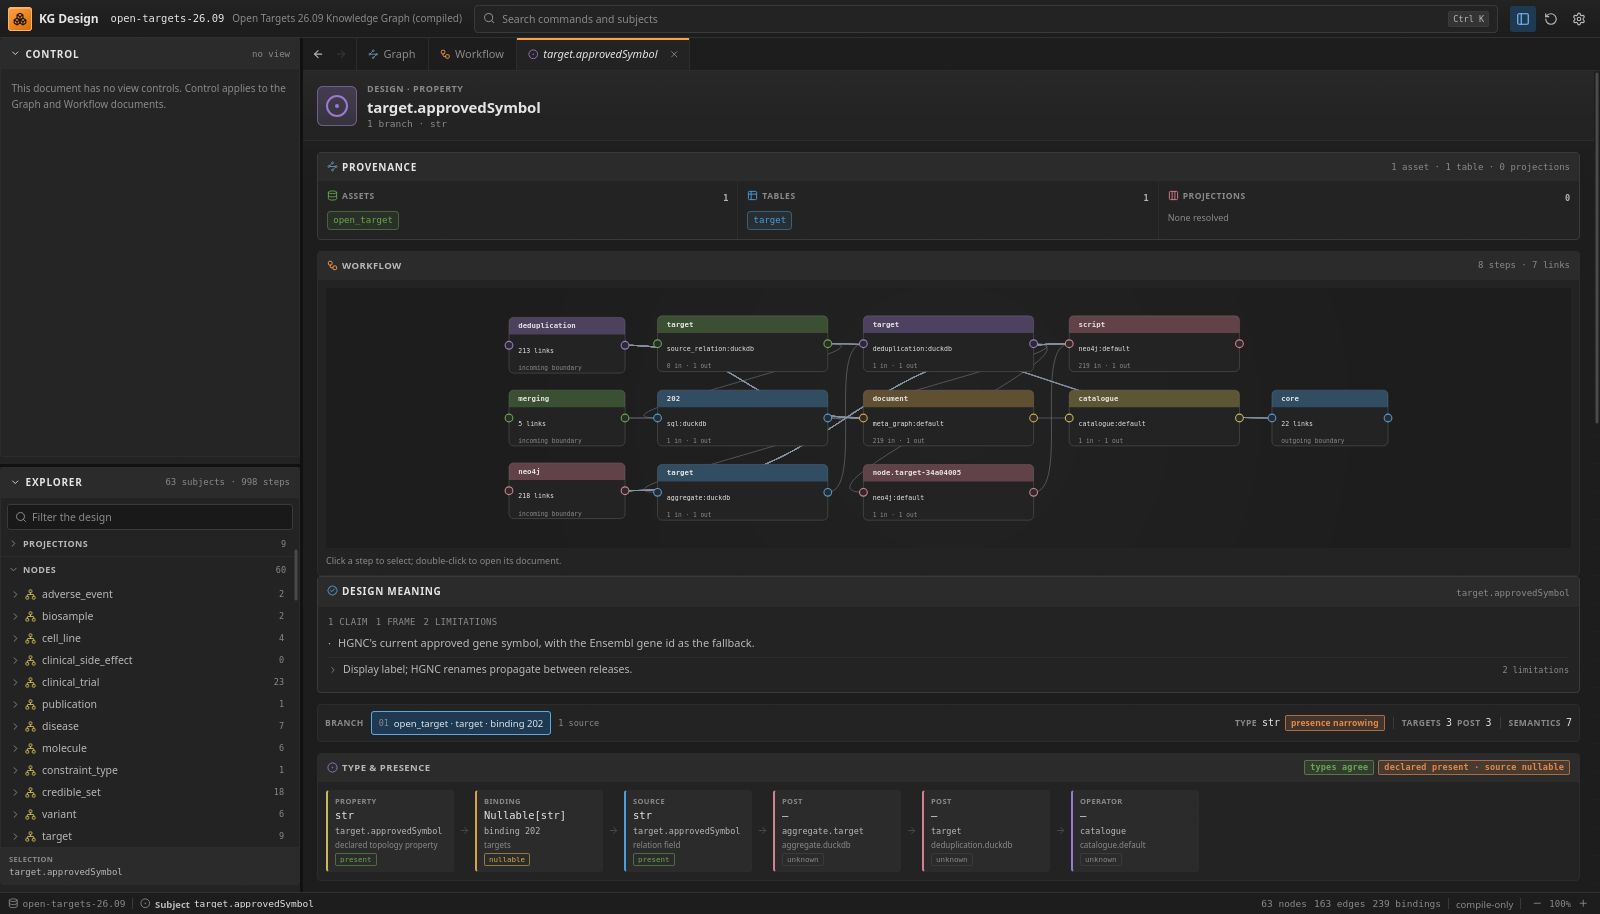 KG Design open-targets-26.09 Open Targets 26.09 Knowledge Graph (compiled) Search commands and subjects Ctrl K
CONTROL no view
This document has no view controls. Control applies to the
Graph and Workflow documents.
Graph Workflow target.approvedSymbol
DESIGN · PROPERTY
target.approvedSymbol
1 branch · str
PROVENANCE 1 asset · 1 table · 0 projections
ASSETS 1 TABLES 1 PROJECTIONS 0
open_target target None resolved
WORKFLOW 8 steps · 7 links
deduplication target target script
213 links source_relation:duckdb deduplication:duckdb neo4j:default
incoming boundary 0 in · 1 out 1 in · 1 out 219 in · 1 out
merging 202 document catalogue core
5 links sql:duckdb meta_graph:default catalogue:default 22 links
incoming boundary 1 in · 1 out 219 in · 1 out 1 in · 1 out outgoing boundary
neo4j target node.target-34a04005
218 links aggregate:duckdb neo4j:default
incoming boundary 1 in · 1 out 1 in · 1 out
Click a step to select; double-click to open its document.
DESIGN MEANING target.approvedSymbol
1 CLAIM 1 FRAME 2 LIMITATIONS
· HGNC's current approved gene symbol, with the Ensembl gene id as the fallback.
Display label; HGNC renames propagate between releases. 2 limitations
BRANCH 01 open_target · target · binding 202 1 source TYPE str presence narrowing TARGETS 3 POST 3 SEMANTICS 7
TYPE & PRESENCE types agree declared present · source nullable
PROPERTY BINDING SOURCE POST POST OPERATOR
str Nullable[str] str — — —
target.approvedSymbol binding 202 target.approvedSymbol aggregate.target target catalogue
declared topology property targets relation field aggregate.duckdb deduplication.duckdb catalogue.default
present nullable present unknown unknown unknown
EXPLORER 63 subjects · 998 steps
Filter the design
PROJECTIONS 9
NODES 60
adverse_event 2
biosample 2
cell_line 4
clinical_side_effect 0
clinical_trial 23
publication 1
disease 7
molecule 6
constraint_type 1
credible_set 18
variant 6
target 9
SELECTION
target.approvedSymbol
open-targets-26.09 Subject target.approvedSymbol 63 nodes 163 edges 239 bindings compile-only − 100% +